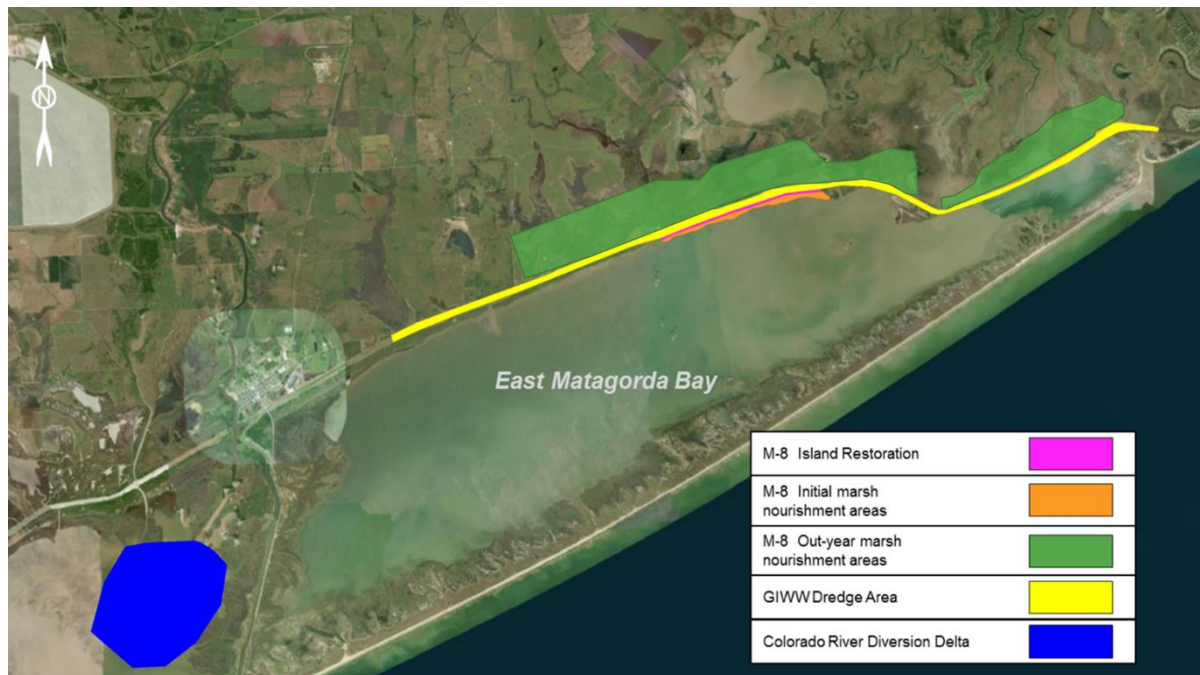 N
East Matagorda Bay
M-8 Island Restoration
M-8 Initial marsh
nourishment areas
M-8 Out-year marsh
nourishment areas
GIWW Dredge Area
Colorado River Diversion Delta